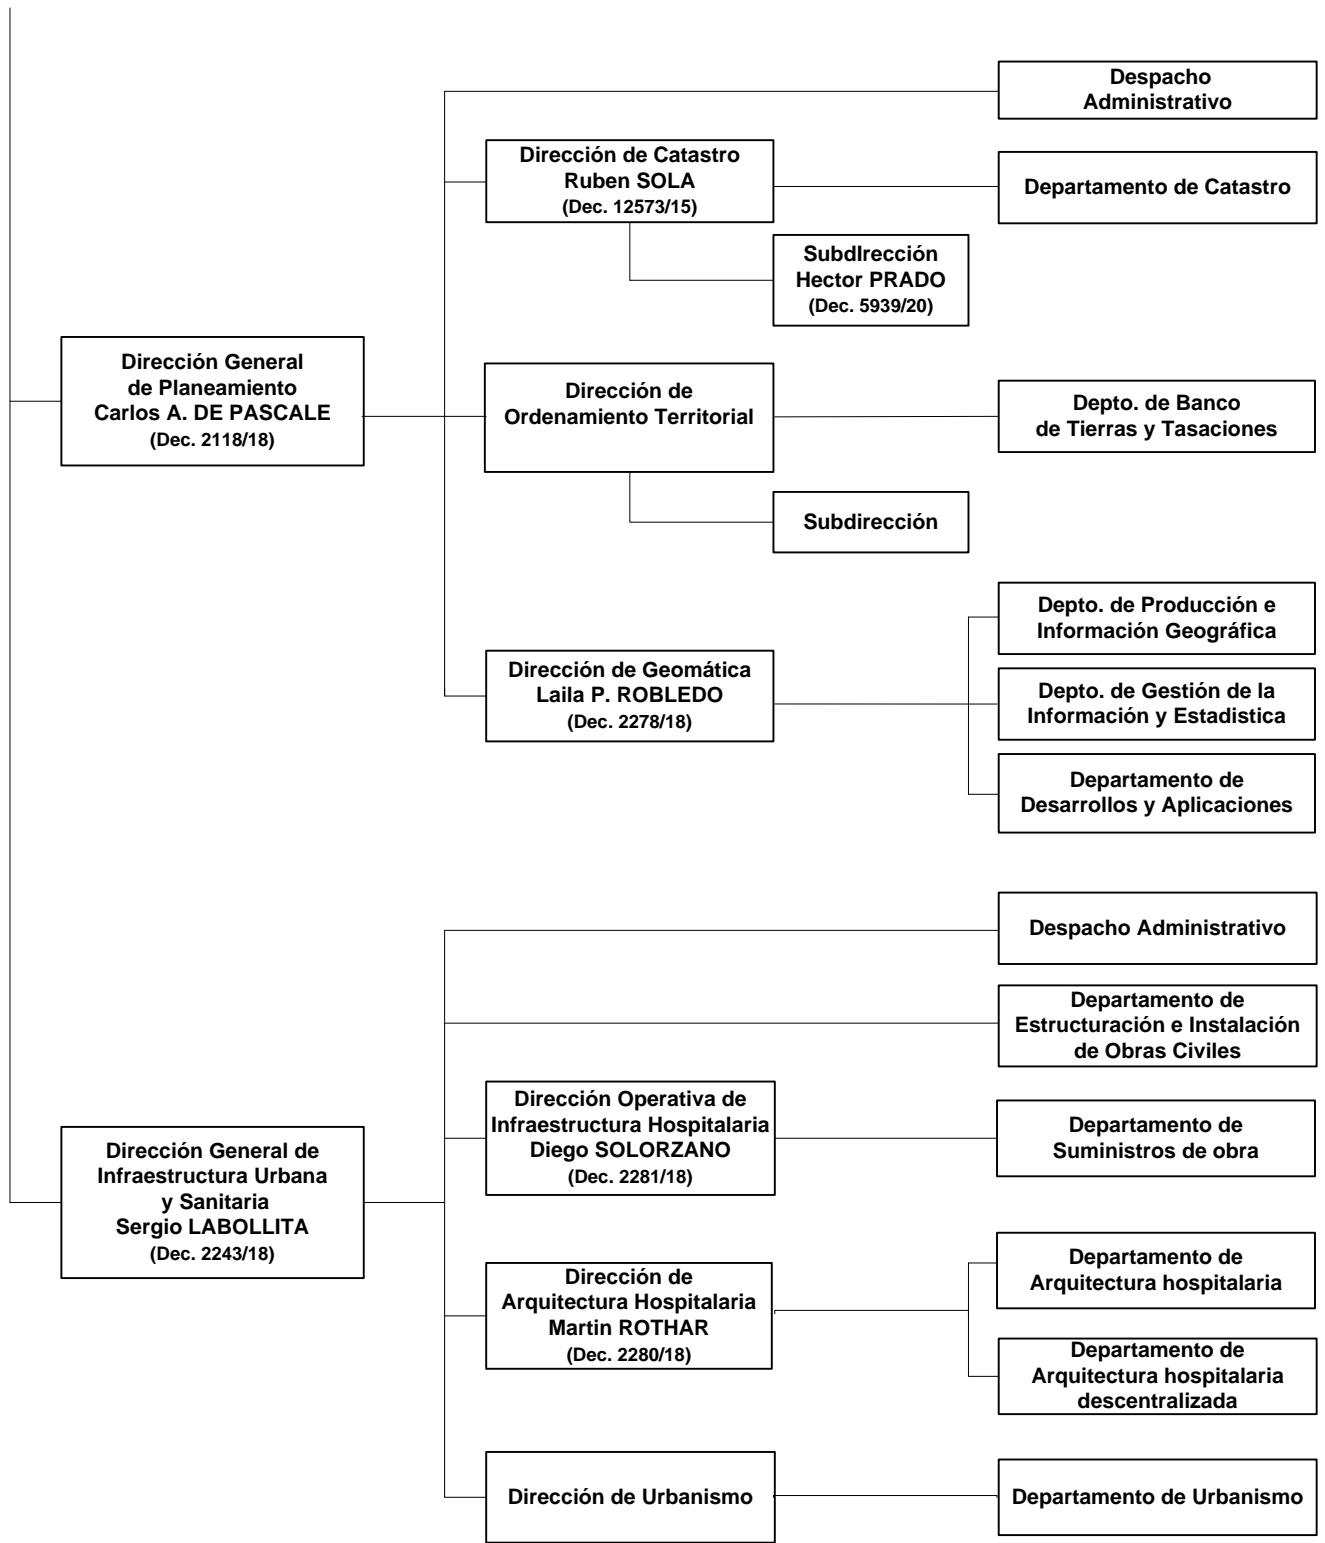 Despacho
Administrativo
Dirección de Catastro
Ruben SOLA
(Dec. 12573/15)
Departamento de Catastro
SubdIrección
Hector PRADO
(Dec. 5939/20)
Dirección General
de Planeamiento
Carlos A. DE PASCALE
(Dec. 2118/18)
Dirección de
Ordenamiento Territorial
Depto. de Banco
de Tierras y Tasaciones
Subdirección
Depto. de Producción e
Información Geográfica
Dirección de Geomática
Laila P. ROBLEDO
(Dec. 2278/18)
Depto. de Gestión de la
Información y Estadistica
Departamento de
Desarrollos y Aplicaciones
Despacho Administrativo
Departamento de
Estructuración e Instalación
de Obras Civiles
Dirección Operativa de
Infraestructura Hospitalaria
Diego SOLORZANO
(Dec. 2281/18)
Departamento de
Suministros de obra
Dirección General de
Infraestructura Urbana
y Sanitaria
Sergio LABOLLITA
(Dec. 2243/18)
Dirección de
Arquitectura Hospitalaria
Martin ROTHAR
(Dec. 2280/18)
Departamento de
Arquitectura hospitalaria
Departamento de
Arquitectura hospitalaria
descentralizada
Dirección de Urbanismo
Departamento de Urbanismo